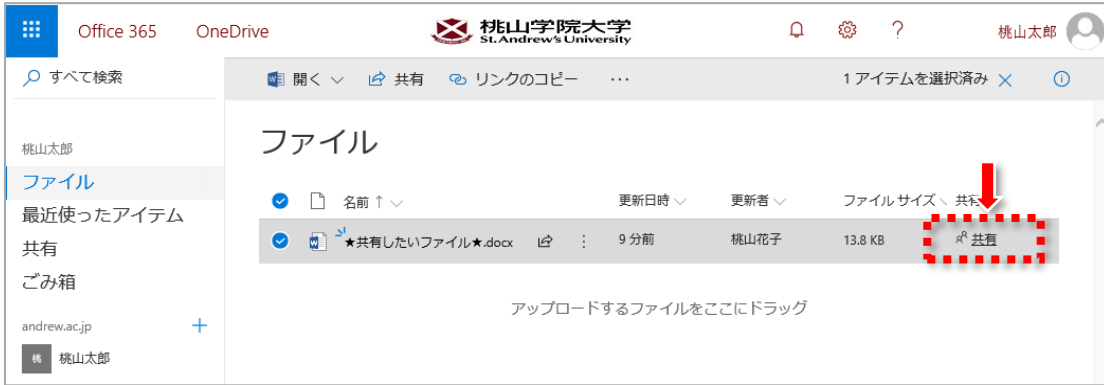 Office 365 OneDrive 桃山学院大学 St.Andrew's University ? 桃山太郎
すべて検索
開く 共有 リンクのコピー … 1 アイテムを選択済み ×
桃山太郎
ファイル
最近使ったアイテム
共有
ごみ箱
andrew.ac.jp +
桃 桃山太郎
ファイル
名前 ↑ 更新日時 更新者 ファイル サイズ 共有
★共有したいファイル★.docx 9 分前 桃山花子 13.8 KB 共有
アップロードするファイルをここにドラッグ